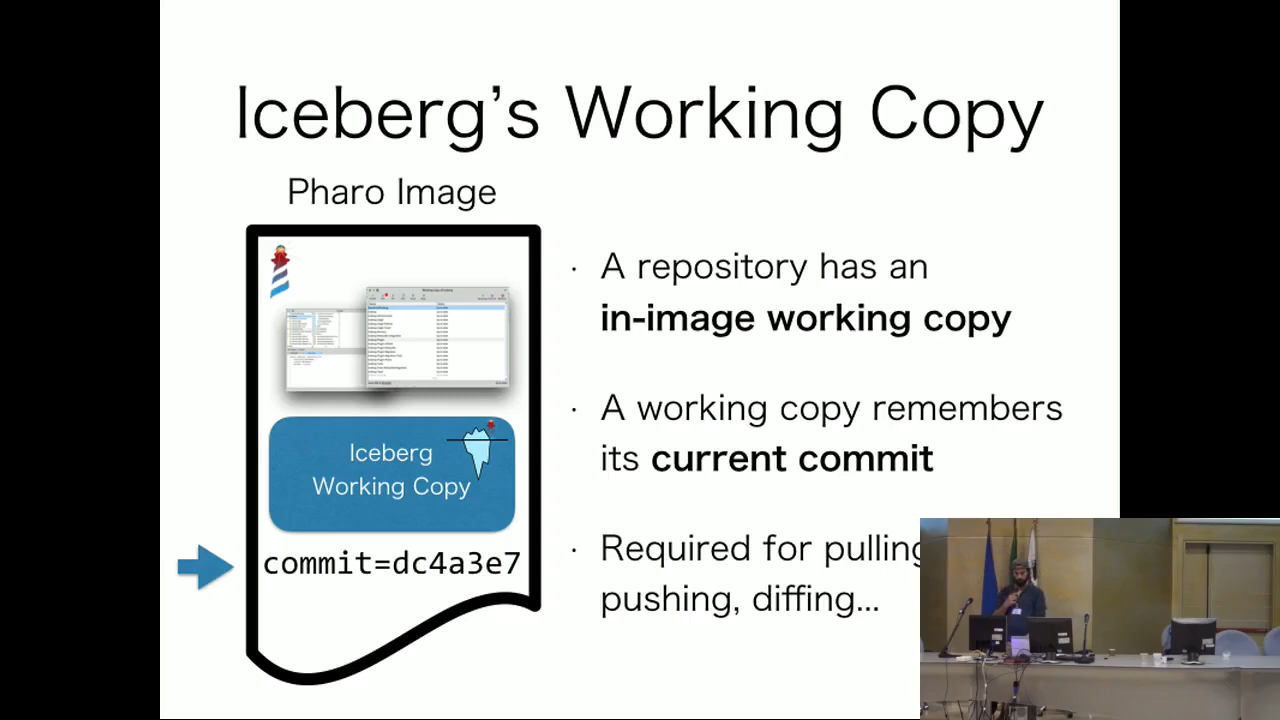 Iceberg's Working Copy
Pharo Image
· A repository has an
in-image working copy
· A working copy remembers
its current commit
· Required for pulling
pushing, diffing...
Iceberg
Working Copy
commit=dc4a3e7